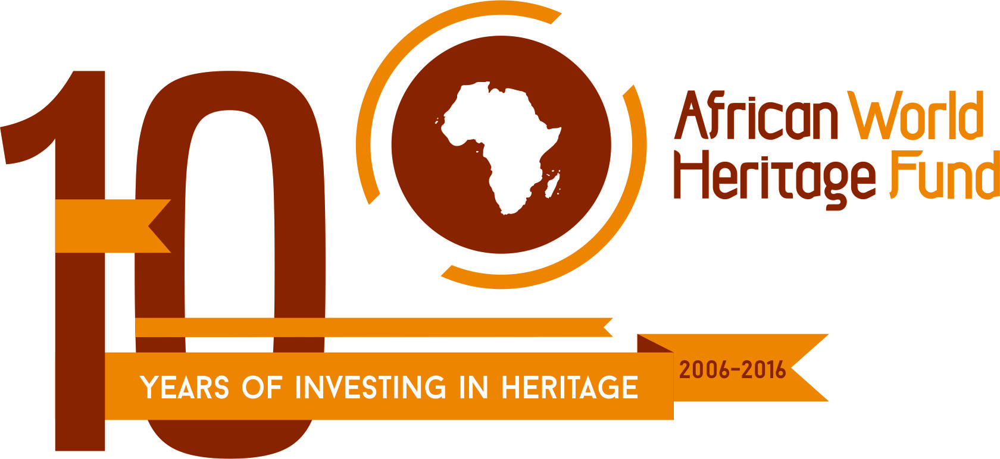 10
African World
Heritage Fund
YEARS OF INVESTING IN HERITAGE
2006-2016